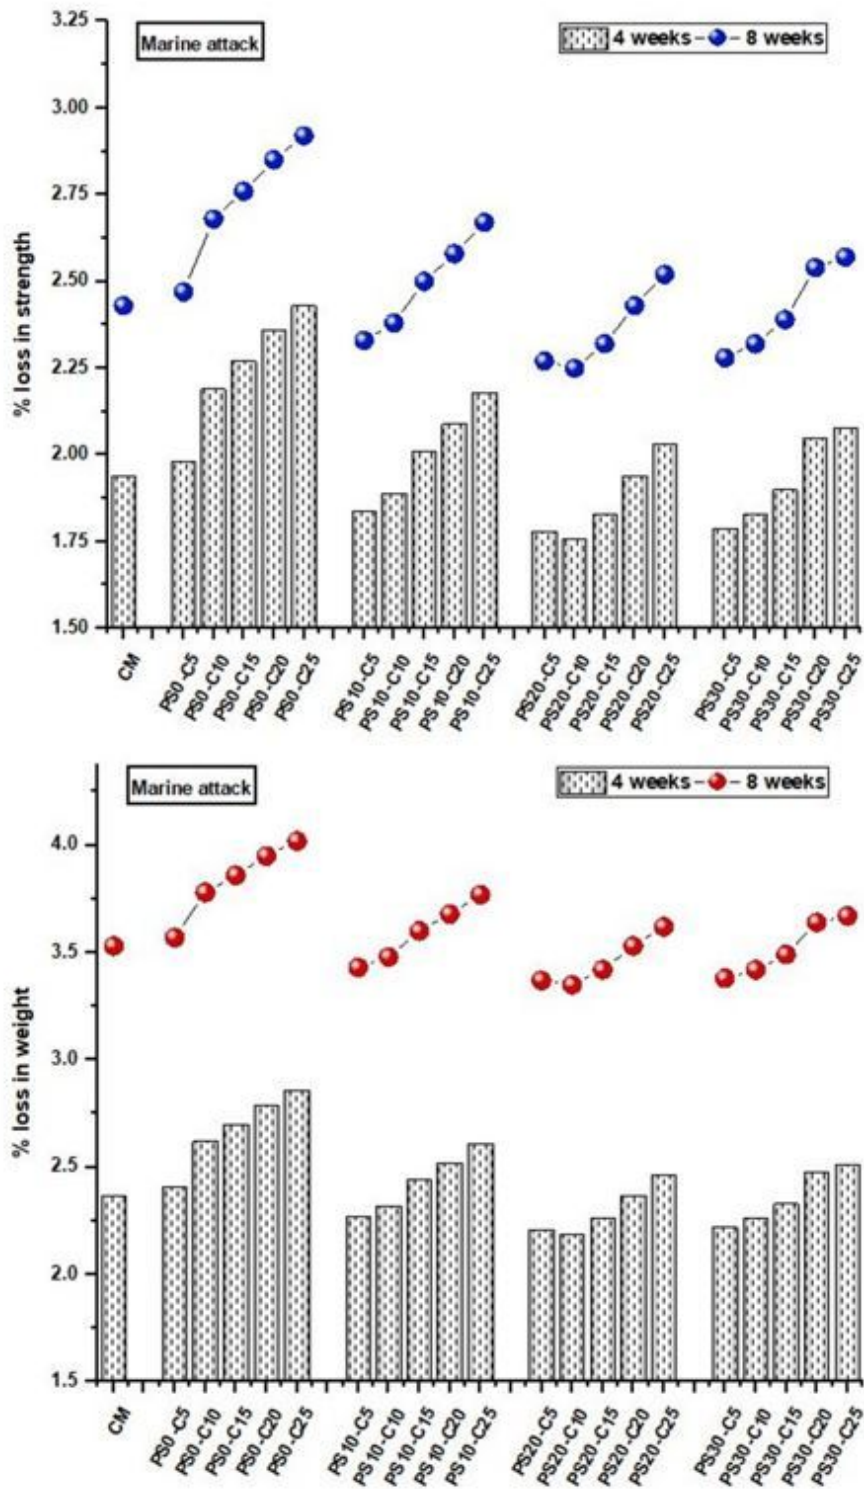 Marine attack
4 weeks
8 weeks
3.25
3.00
2.75
2.50
2.25
2.00
1.75
1.50
% loss in strength
CM
PS0-C5
PS0-C10
PS0-C15
PS0-C20
PS0-C25
PS10-C5
PS10-C10
PS10-C15
PS10-C20
PS10-C25
PS20-C5
PS20-C10
PS20-C15
PS20-C20
PS20-C25
PS30-C5
PS30-C10
PS30-C15
PS30-C20
PS30-C25
Marine attack
4 weeks
8 weeks
4.0
3.5
3.0
2.5
2.0
1.5
% loss in weight
CM
PS0-C5
PS0-C10
PS0-C15
PS0-C20
PS0-C25
PS10-C5
PS10-C10
PS10-C15
PS10-C20
PS10-C25
PS20-C5
PS20-C10
PS20-C15
PS20-C20
PS20-C25
PS30-C5
PS30-C10
PS30-C15
PS30-C20
PS30-C25